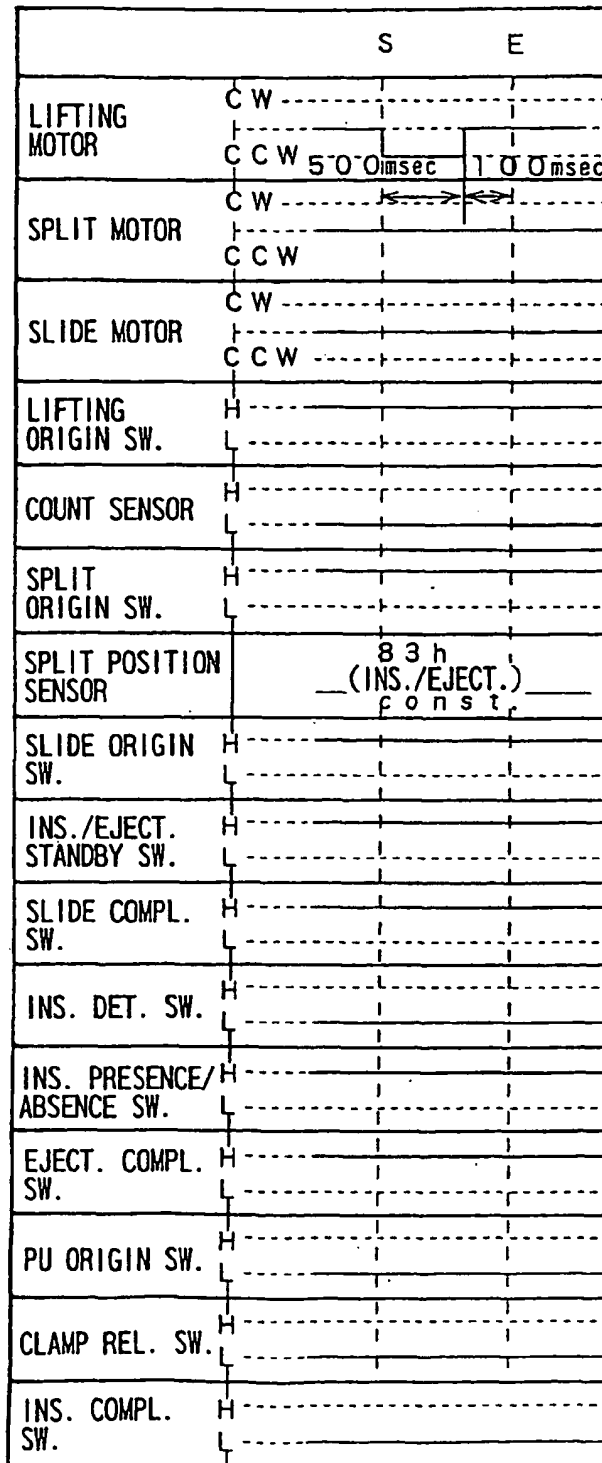 S E
LIFTING MOTOR
CW
CCW
500msec 100msec
SPLIT MOTOR
CW
CCW
SLIDE MOTOR
CW
CCW
LIFTING ORIGIN SW.
H
L
COUNT SENSOR
H
L
SPLIT ORIGIN SW.
H
L
SPLIT POSITION SENSOR
83h
(INS./EJECT.)
const.
SLIDE ORIGIN SW.
H
L
INS./EJECT. STANDBY SW.
H
L
SLIDE COMPL. SW.
H
L
INS. DET. SW.
H
L
INS. PRESENCE/ ABSENCE SW.
H
L
EJECT. COMPL. SW.
H
L
PU ORIGIN SW.
H
L
CLAMP REL. SW.
H
L
INS. COMPL. SW.
H
L